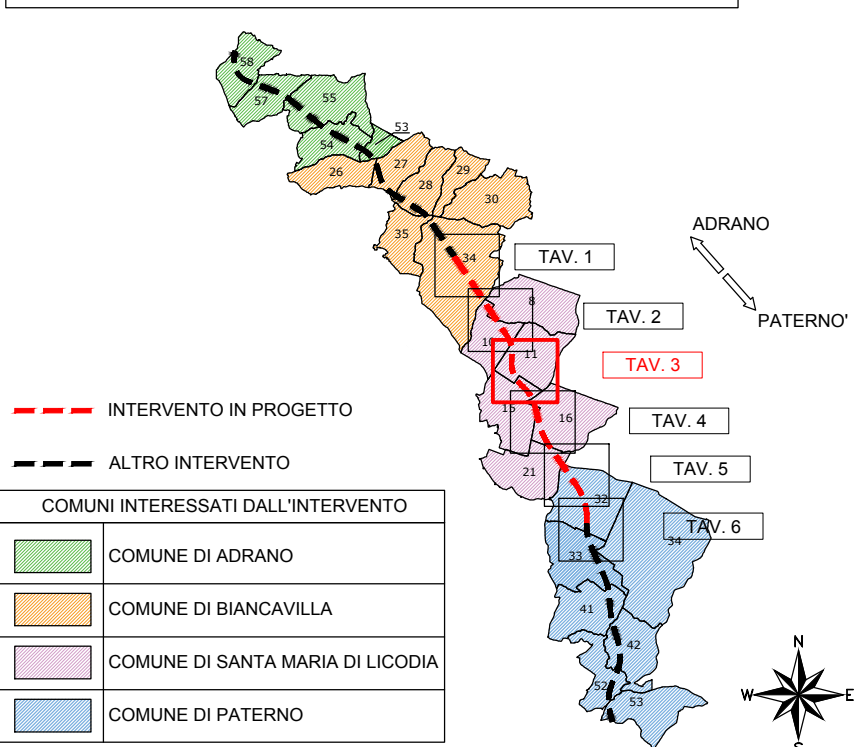 58
57
55
53
54
27
26
28
29
30
35
34
ADRANO
PATERNO'
TAV. 1
8
TAV. 2
10
11
TAV. 3
INTERVENTO IN PROGETTO
15
16
TAV. 4
ALTRO INTERVENTO
21
TAV. 5
COMUNI INTERESSATI DALL'INTERVENTO
32
TAV. 6
34
33
COMUNE DI ADRANO
COMUNE DI BIANCAVILLA
41
42
COMUNE DI SANTA MARIA DI LICODIA
52
53
COMUNE DI PATERNO
N
W
E
S